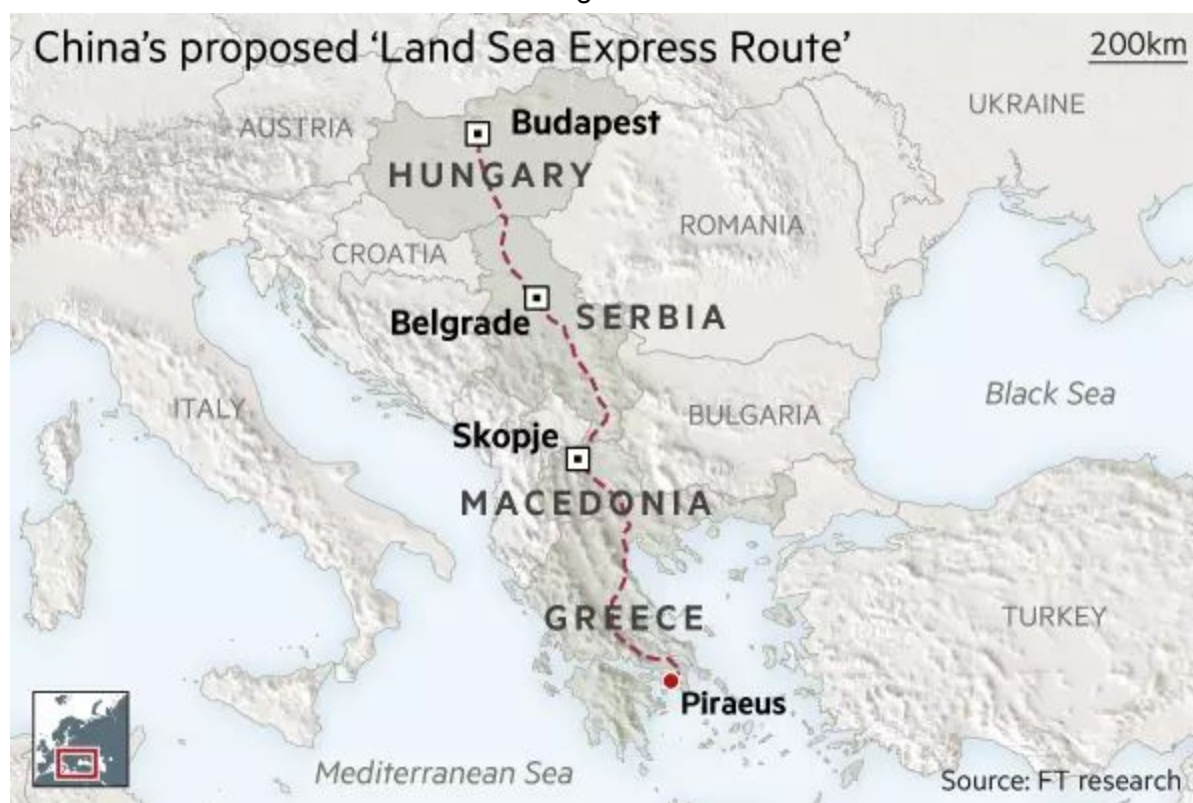 China's proposed 'Land Sea Express Route'
200km
UKRAINE
AUSTRIA
Budapest
HUNGARY
ROMANIA
CROATIA
Belgrade
SERBIA
Black Sea
ITALY
BULGARIA
Skopje
MACEDONIA
GREECE
TURKEY
Piraeus
Mediterranean Sea
Source: FT research